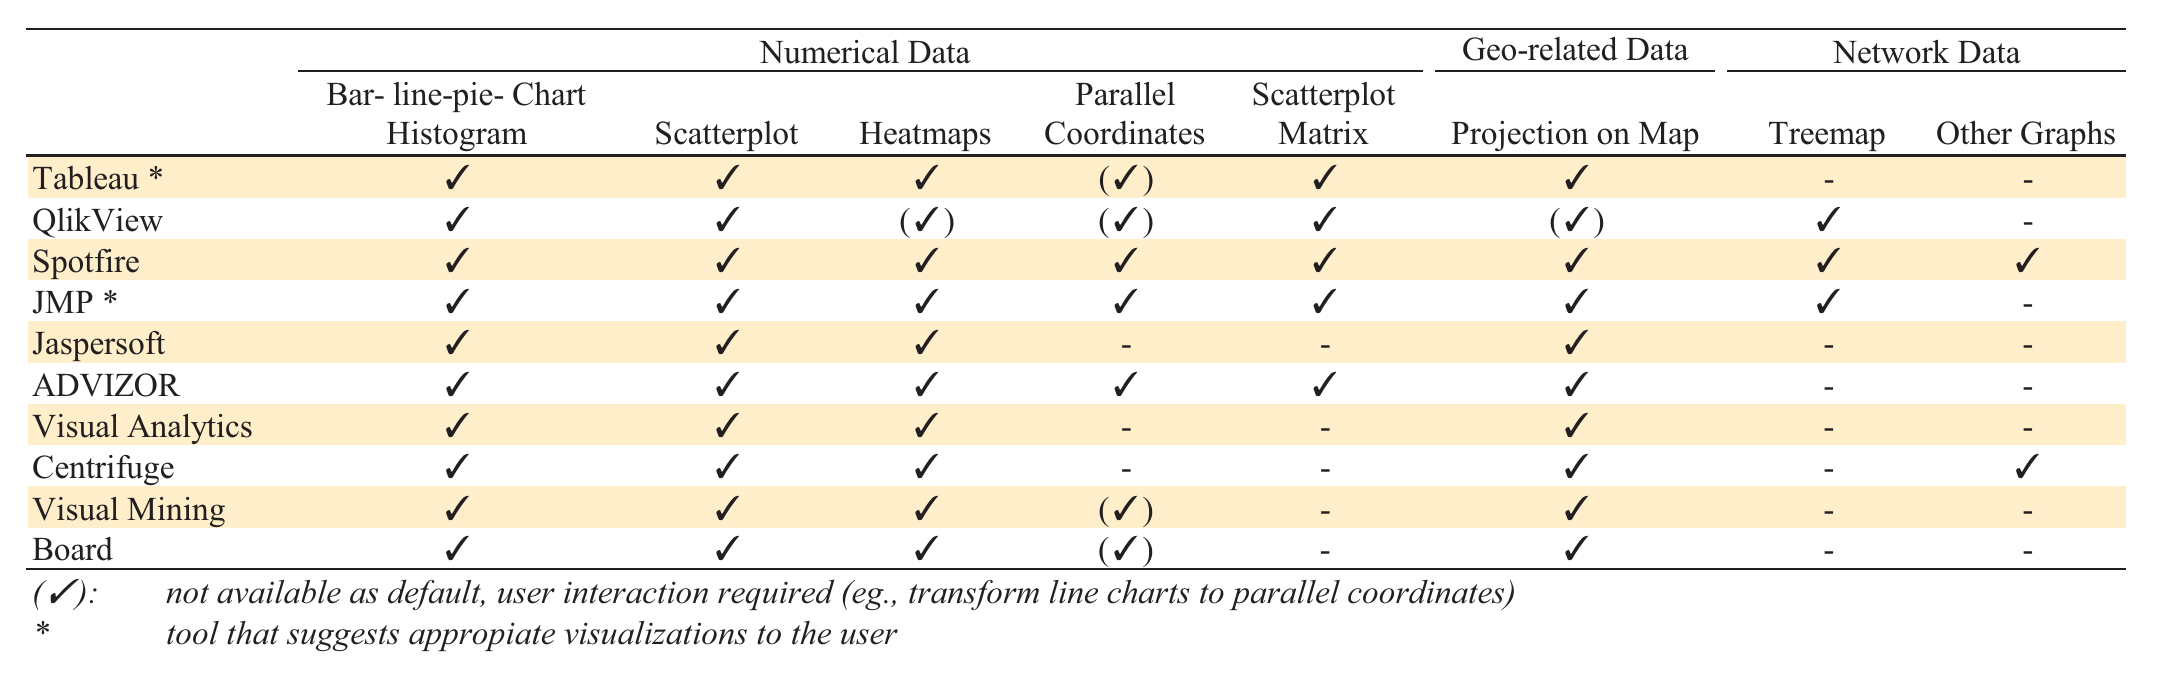 Numerical Data Geo-related Data Network Data
Bar- line-pie- Chart Parallel Scatterplot
Histogram Scatterplot Heatmaps Coordinates Matrix Projection on Map Treemap Other Graphs
Tableau * ✓ ✓ ✓ (✓) ✓ ✓ - -
QlikView ✓ ✓ (✓) (✓) ✓ (✓) ✓ -
Spotfire ✓ ✓ ✓ ✓ ✓ ✓ ✓ ✓
JMP * ✓ ✓ ✓ ✓ ✓ ✓ ✓ -
Jaspersoft ✓ ✓ ✓ - - ✓ - -
ADVIZOR ✓ ✓ ✓ ✓ ✓ ✓ - -
Visual Analytics ✓ ✓ ✓ - - ✓ - -
Centrifuge ✓ ✓ ✓ - - ✓ - ✓
Visual Mining ✓ ✓ ✓ (✓) - ✓ - -
Board ✓ ✓ ✓ (✓) - ✓ - -
(✓): not available as default, user interaction required (eg., transform line charts to parallel coordinates)
* tool that suggests appropiate visualizations to the user